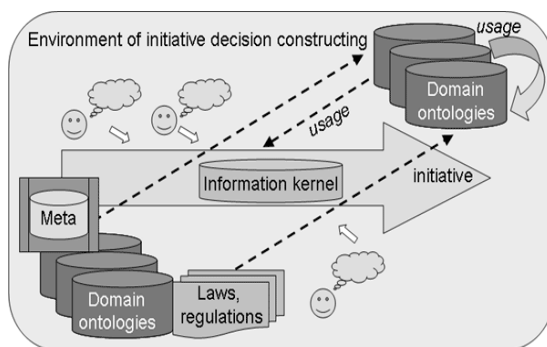 Environment of initiative decision constructing
usage
Domain
ontologies
usage
Information kernel
initiative
Meta
Domain
ontologies
Laws,
regulations